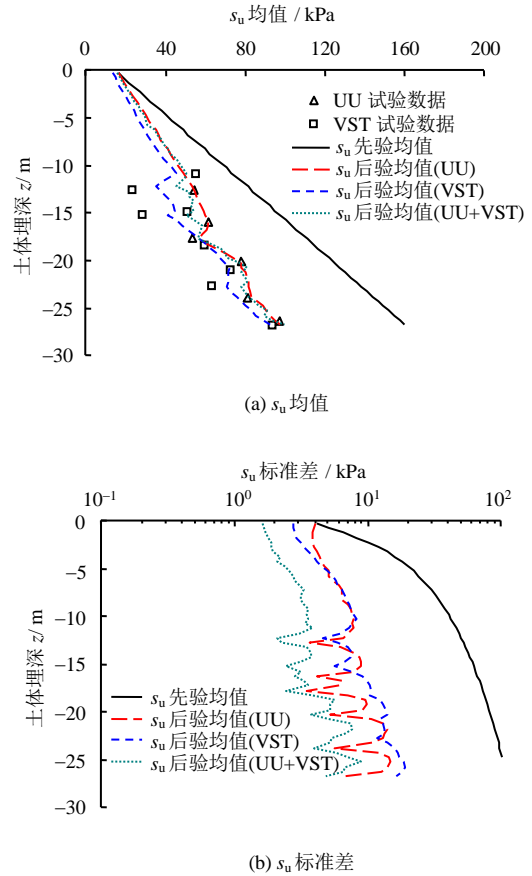 su 均值 / kPa
0 40 80 120 160 200
0
−5
−10
−15
−20
−25
−30
土体埋深 z/ m
UU 试验数据
VST 试验数据
su 先验均值
su 后验均值(UU)
su 后验均值(VST)
su 后验均值(UU+VST)
(a) su 均值
su 标准差 / kPa
10−1 100 101 102
0
−5
−10
−15
−20
−25
−30
土体埋深 z/ m
su 先验均值
su 后验均值(UU)
su 后验均值(VST)
su 后验均值(UU+VST)
(b) su 标准差